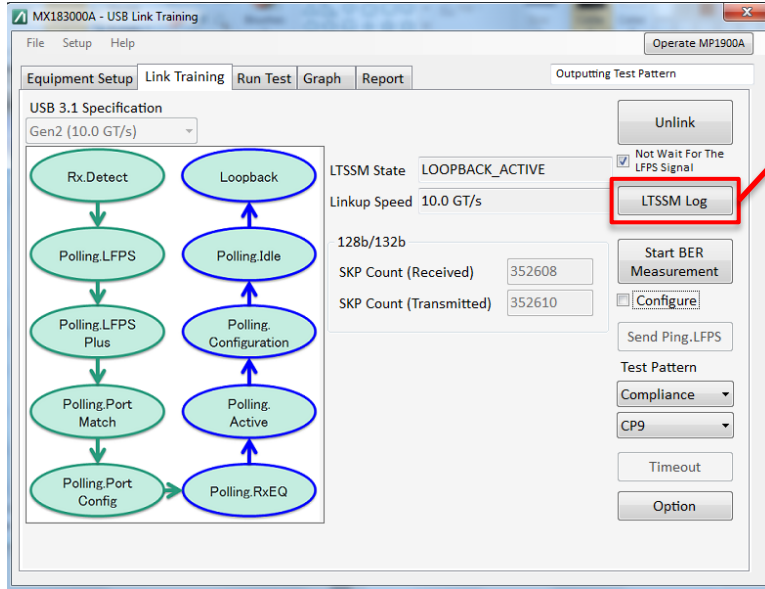 MX183000A - USB Link Training
File Setup Help
Operate MP1900A
Equipment Setup Link Training Run Test Graph Report
Outputting Test Pattern
USB 3.1 Specification
Gen2 (10.0 GT/s)
Rx.Detect
Polling.LFPS
Polling.LFPS
Plus
Polling.Port
Match
Polling.Port
Config
Polling.RxEQ
Polling.
Active
Polling.
Configuration
Polling.Idle
Loopback
LTSSM State LOOPBACK_ACTIVE
Linkup Speed 10.0 GT/s
128b/132b
SKP Count (Received) 352608
SKP Count (Transmitted) 352610
Unlink
Not Wait For The
LFPS Signal
LTSSM Log
Start BER
Measurement
Configure
Send Ping.LFPS
Test Pattern
Compliance
CP9
Timeout
Option